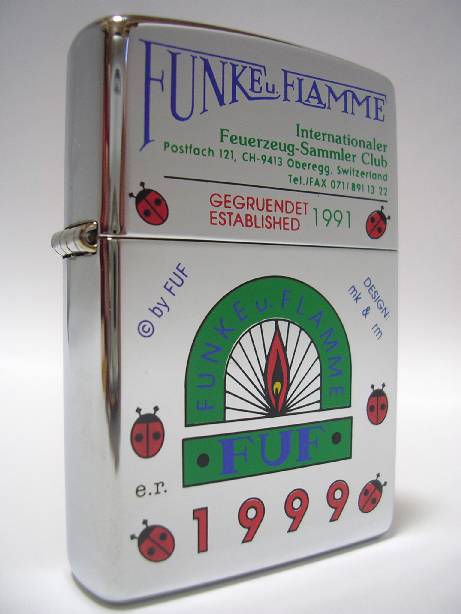 FUNKE u. FLAMME
Internationaler
Feuerzeug-Sammler Club
Postfach 121, CH-9413 Oberegg, Switzerland
Tel./FAX 071/891 13 22
GEGRUENDET
ESTABLISHED 1991
© by FUF
DESIGN:
mk & rm
FUNKE u. FLAMME
• FUF •
e.r.
1999